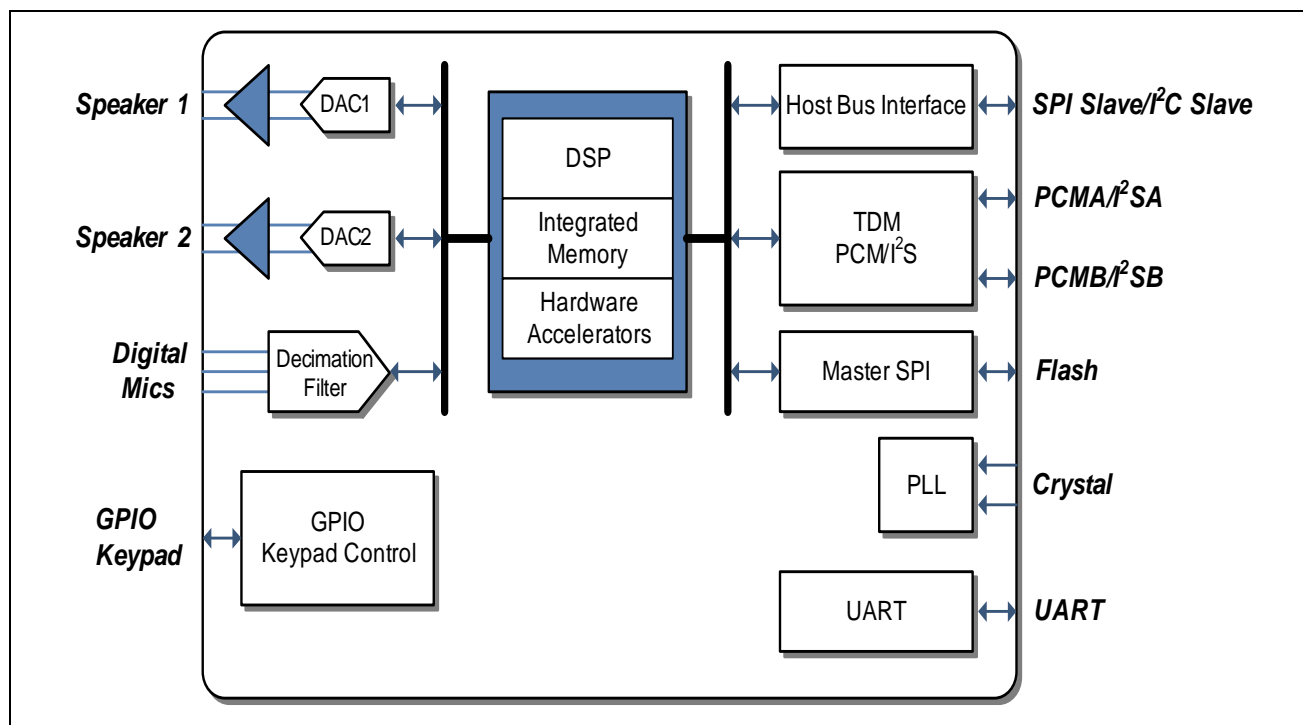 Speaker 1
DAC1
Speaker 2
DAC2
Digital
Mics
Decimation
Filter
GPIO
Keypad
GPIO
Keypad Control
DSP
Integrated
Memory
Hardware
Accelerators
Host Bus Interface
SPI Slave/I²C Slave
TDM
PCM/I²S
PCMA/I²SA
PCMB/I²SB
Master SPI
Flash
PLL
Crystal
UART
UART